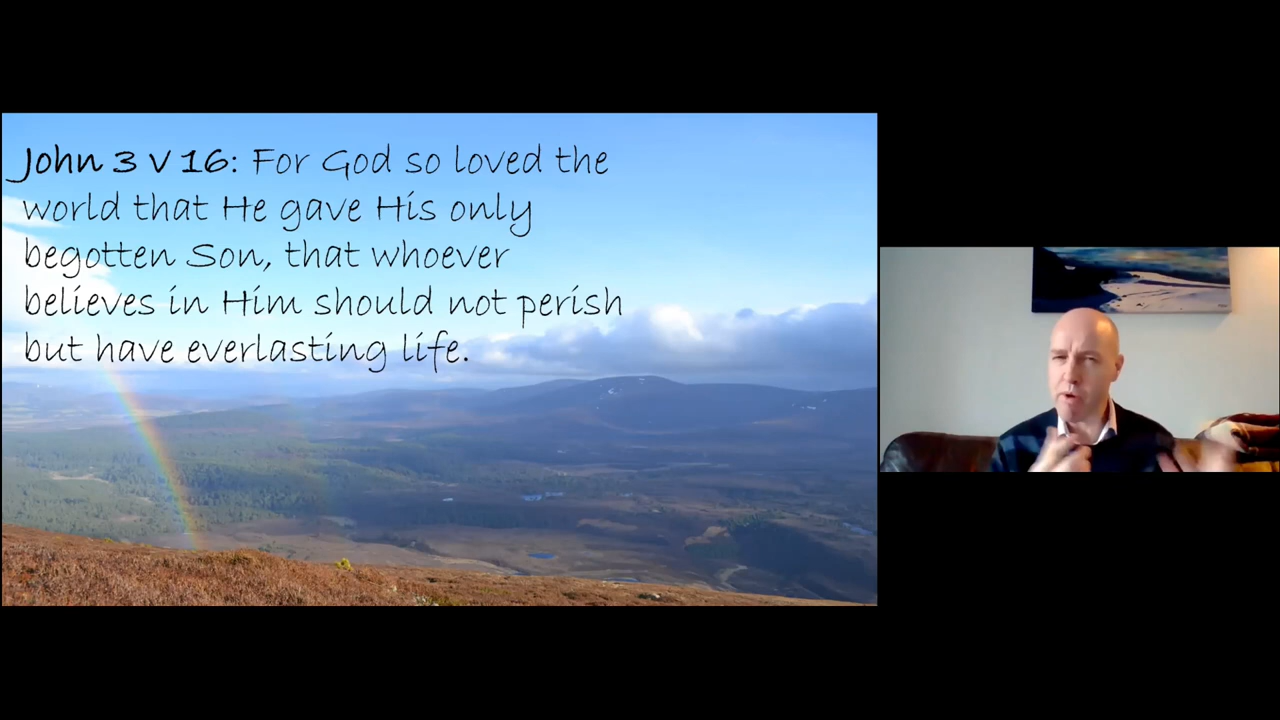 John 3 v 16: For God so loved the
world that He gave His only
begotten Son, that whoever
believes in Him should not perish
but have everlasting life.